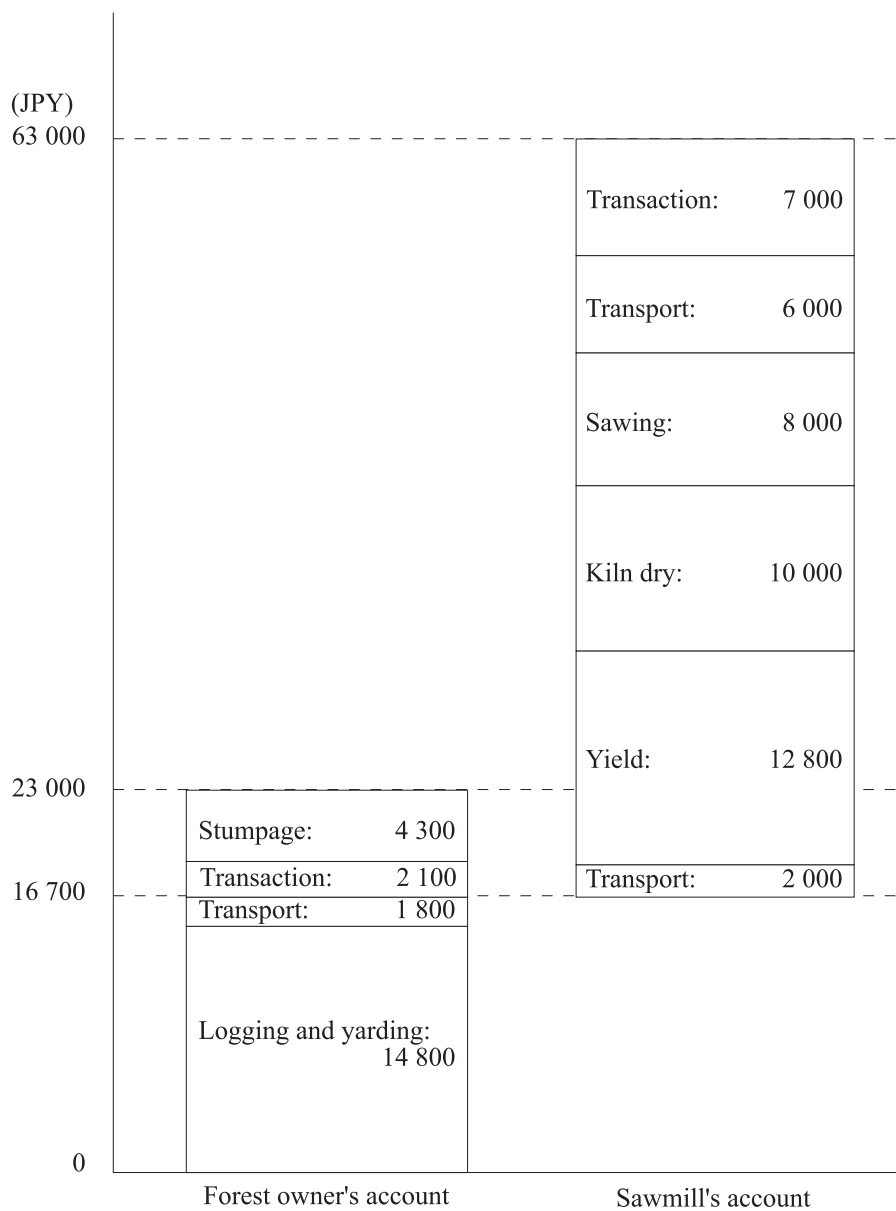 (JPY)
63 000
Transaction: 7 000
Transport: 6 000
Sawing: 8 000
Kiln dry: 10 000
Yield: 12 800
23 000
Stumpage: 4 300
Transaction: 2 100
Transport: 2 000
16 700
Transport: 1 800
Logging and yarding:
14 800
0
Forest owner's account
Sawmill's account